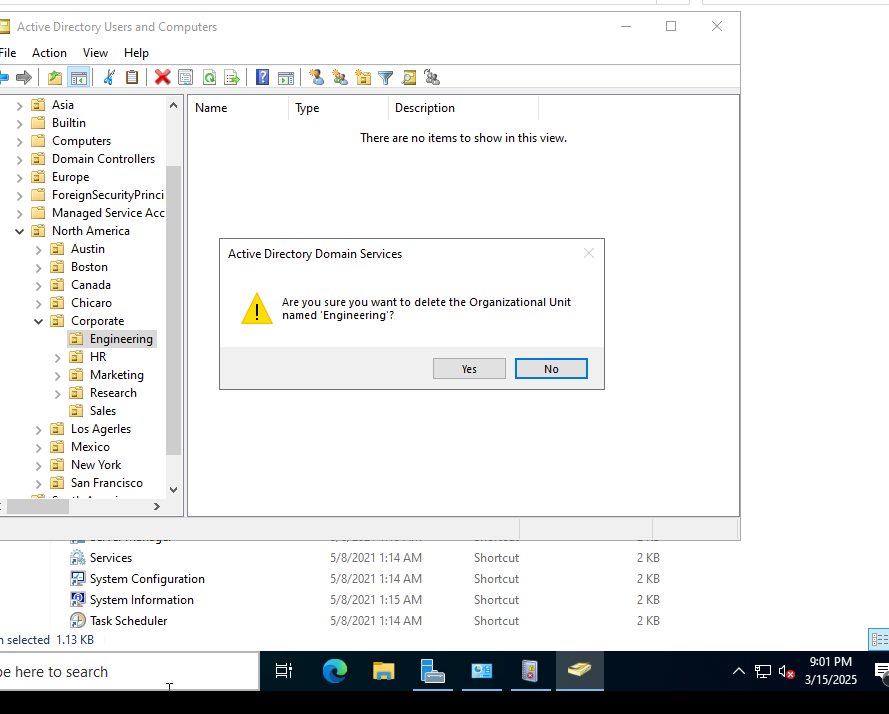 Active Directory Users and Computers
File Action View Help
Name Type Description
There are no items to show in this view.
Asia
Builtin
Computers
Domain Controllers
Europe
ForeignSecurityPrinci
Managed Service Acc
North America
Austin
Boston
Canada
Chicaro
Corporate
Engineering
HR
Marketing
Research
Sales
Los Agerles
Mexico
New York
San Francisco
Active Directory Domain Services
Are you sure you want to delete the Organizational Unit
named 'Engineering'?
Yes No
Services 5/8/2021 1:14 AM Shortcut 2 KB
System Configuration 5/8/2021 1:14 AM Shortcut 2 KB
System Information 5/8/2021 1:15 AM Shortcut 2 KB
Task Scheduler 5/8/2021 1:14 AM Shortcut 2 KB
selected 1.13 KB
pe here to search
9:01 PM
3/15/2025